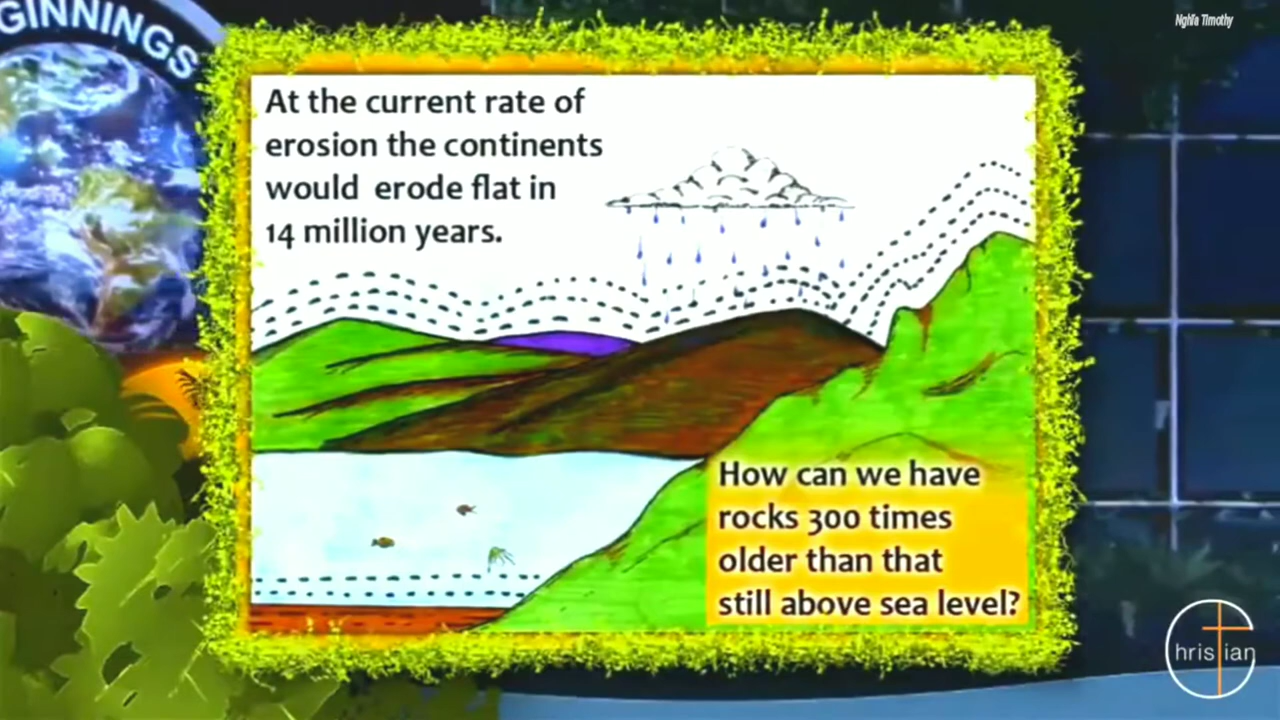 GINNINGS
Nghĩa Timothy
At the current rate of
erosion the continents
would erode flat in
14 million years.
How can we have
rocks 300 times
older than that
still above sea level?
hristian